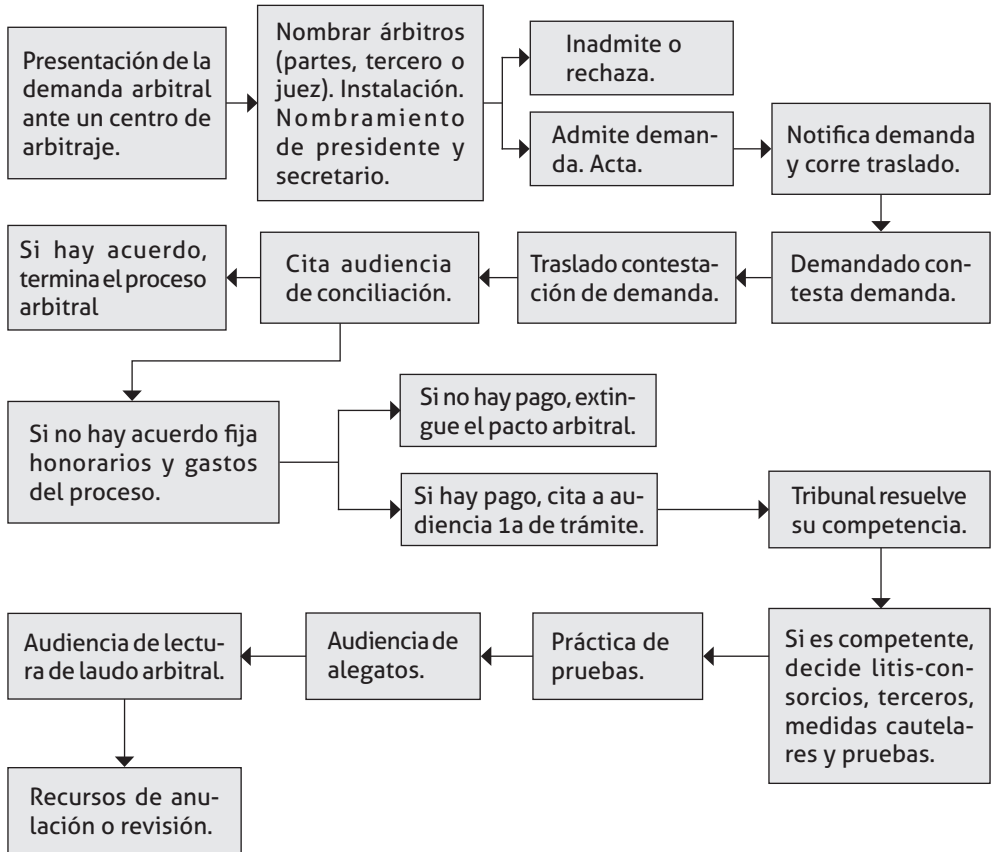 Presentación de la
demanda arbitral
ante un centro de
arbitraje.
Nombrar árbitros
(partes, tercero o
juez). Instalación.
Nombramiento
de presidente y
secretario.
Inadmite o
rechaza.
Admite deman-
da. Acta.
Notifica demanda
y corre traslado.
Demandado con-
testa demanda.
Traslado contesta-
ción de demanda.
Cita audiencia
de conciliación.
Si hay acuerdo,
termina el proceso
arbitral
Si no hay acuerdo fija
honorarios y gastos
del proceso.
Si no hay pago, extin-
gue el pacto arbitral.
Si hay pago, cita a au-
diencia 1a de trámite.
Tribunal resuelve
su competencia.
Si es competente,
decide litis-con-
sorcios, terceros,
medidas cautela-
res y pruebas.
Práctica de
pruebas.
Audiencia de
alegatos.
Audiencia de lectu-
ra de laudo arbitral.
Recursos de anu-
lación o revisión.